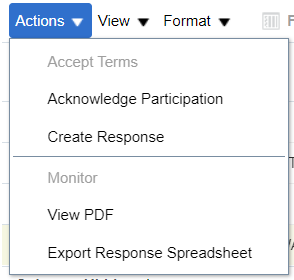 Actions View Format
Accept Terms
Acknowledge Participation
Create Response
Monitor
View PDF
Export Response Spreadsheet